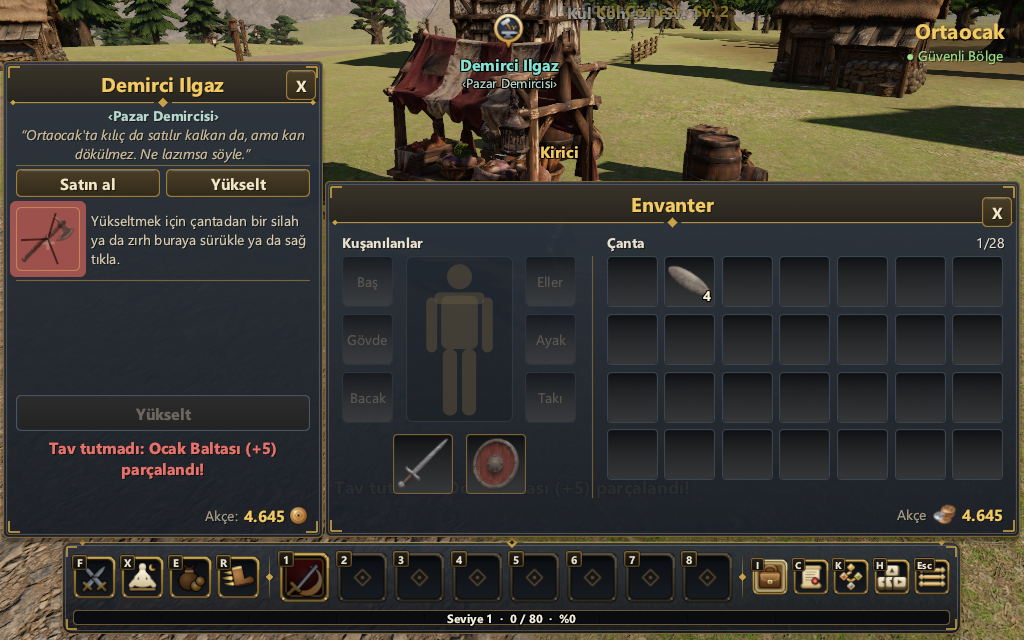 Ortaocak
Güvenli Bölge
Demirci Ilgaz
‹Pazar Demircisi›
Kirici
Demirci Ilgaz
X
‹Pazar Demircisi›
"Ortaocak'ta kılıç da satılır kalkan da, ama kan
dökülmez. Ne lazımsa söyle."
Satın al
Yükselt
Yükseltmek için çantadan bir silah
ya da zırh buraya sürükle ya da sağ
tıkla.
Yükselt
Tav tutmadı: Ocak Baltası (+5)
parçalandı!
Akçe: 4.645
Envanter
X
Kuşanılanlar
Baş
Gövde
Bacak
Eller
Ayak
Takı
Çanta
1/28
4
Akçe 4.645
F
X
E
R
1
2
3
4
5
6
7
8
I
C
K
H
Esc
Seviye 1 · 0 / 80 · %0